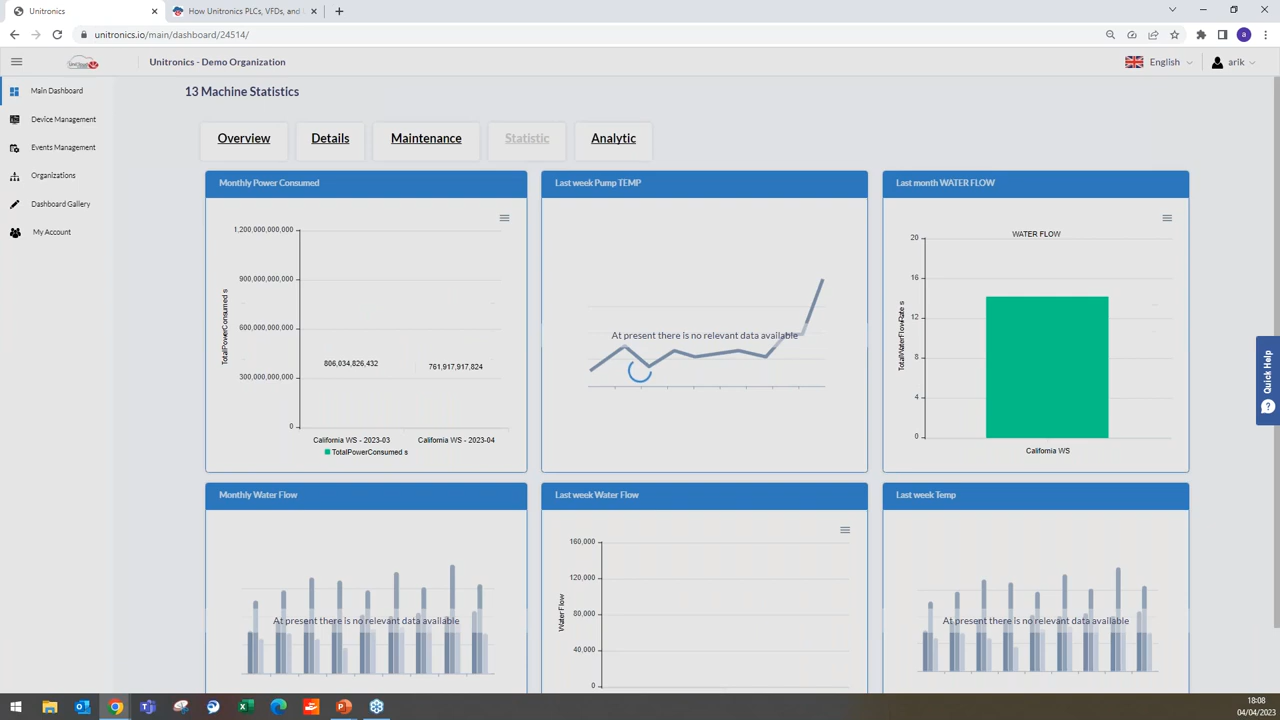 Unitronics
How Unitronics PLCs, VFDs, and
unitronics.io/main/dashboard/24514/
a
Unitronics - Demo Organization
English
arik
Main Dashboard
Device Management
Events Management
Organizations
Dashboard Gallery
My Account
13 Machine Statistics
Overview
Details
Maintenance
Statistic
Analytic
Monthly Power Consumed
1,200,000,000,000
900,000,000,000
600,000,000,000
300,000,000,000
0
TotalPowerConsumed s
806,034,826,432
761,917,917,824
California WS - 2023-03
California WS - 2023-04
TotalPowerConsumed s
Last week Pump TEMP
At present there is no relevant data available
Last month WATER FLOW
WATER FLOW
20
16
12
8
4
0
TotalWaterFlowRate s
California WS
Quick Help
?
Monthly Water Flow
At present there is no relevant data available
Last week Water Flow
160,000
120,000
80,000
40,000
0
WaterFlow
Last week Temp
At present there is no relevant data available
18:08
04/04/2023